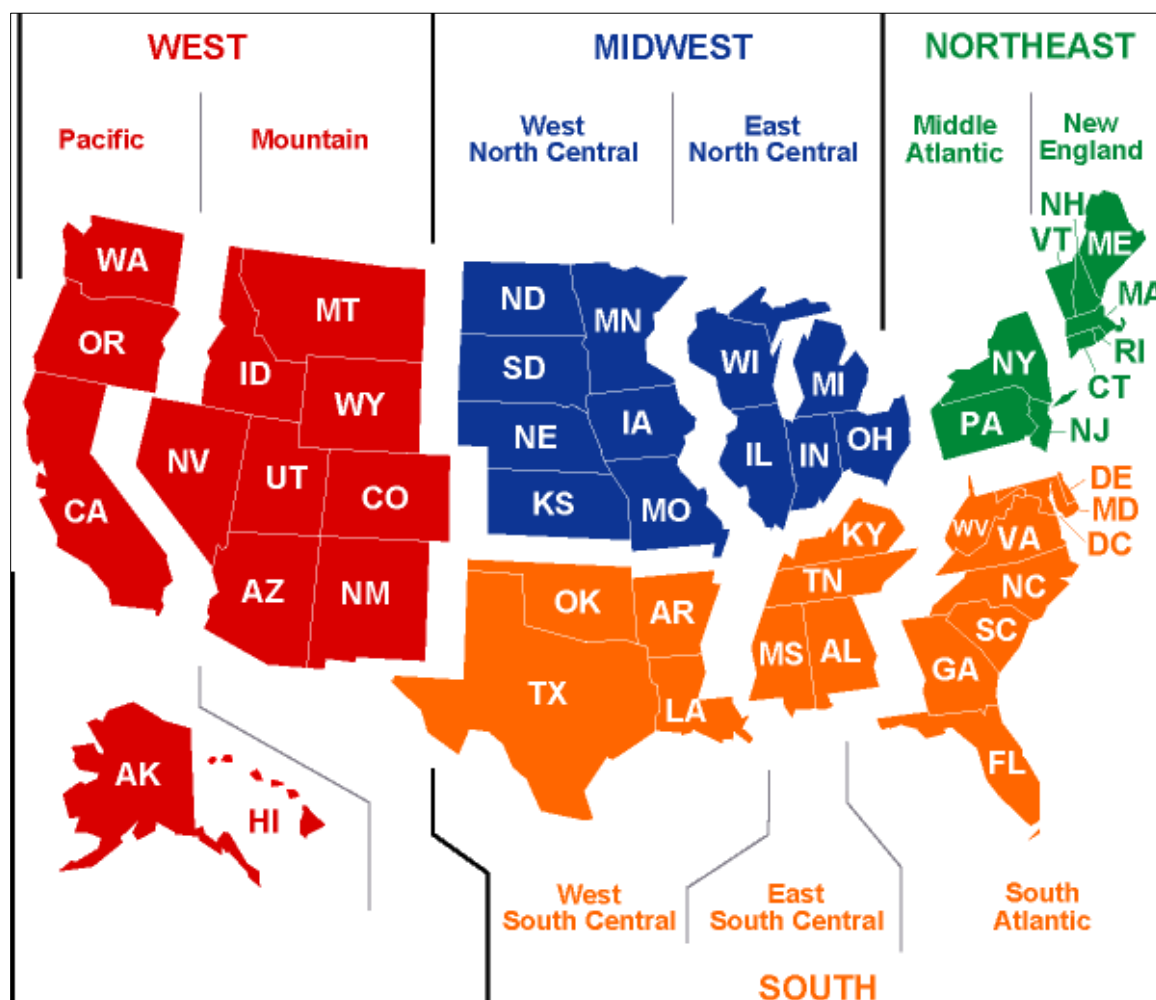 WEST
MIDWEST
NORTHEAST
Pacific
Mountain
West
North Central
East
North Central
Middle
Atlantic
New
England
NH
VT
ME
MA
RI
CT
WA
OR
CA
MT
ID
WY
NV
UT
CO
AZ
NM
ND
MN
SD
NE
IA
KS
MO
WI
MI
IL
IN
OH
NY
PA
NJ
DE
MD
DC
WV
VA
KY
TN
NC
SC
OK
AR
TX
LA
MS
AL
GA
FL
AK
HI
West
South Central
East
South Central
South
Atlantic
SOUTH